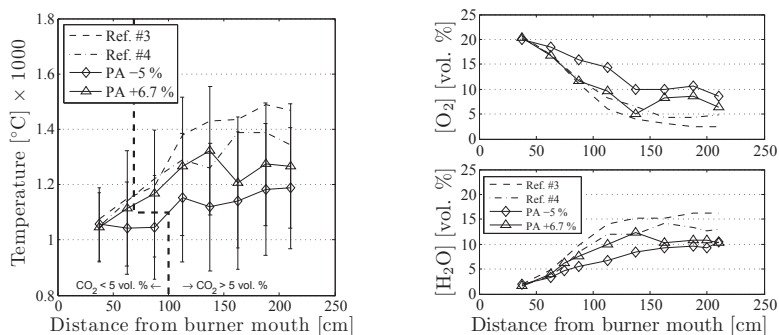 1.8
1.6
1.4
1.2
1
0.8
Temperature [°C] × 1000
Ref. #3
Ref. #4
PA −5 %
PA +6.7 %
CO2 < 5 vol. % ←
→ CO2 > 5 vol. %
0 50 100 150 200 250
Distance from burner mouth [cm]
25
20
15
10
5
0
[O2] [vol. %]
0 50 100 150 200 250
25
20
15
10
5
0
[H2O] [vol. %]
Ref. #3
Ref. #4
PA −5 %
PA +6.7 %
0 50 100 150 200 250
Distance from burner mouth [cm]